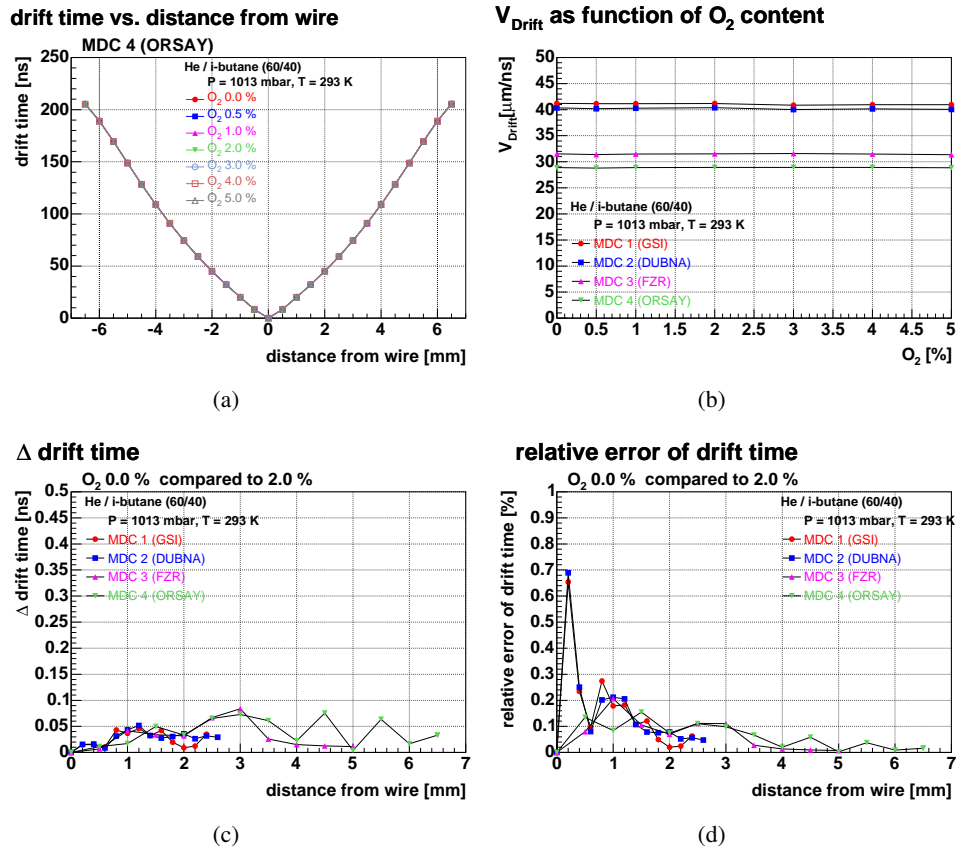 drift time vs. distance from wire
MDC 4 (ORSAY)
drift time [ns]
250
200
150
100
50
0
He / i-butane (60/40)
P = 1013 mbar, T = 293 K
O2 0.0 %
O2 0.5 %
O2 1.0 %
O2 2.0 %
O2 3.0 %
O2 4.0 %
O2 5.0 %
-6 -4 -2 0 2 4 6
distance from wire [mm]
(a)
VDrift as function of O2 content
VDrift[μm/ns]
50
45
40
35
30
25
20
15
10
5
0
He / i-butane (60/40)
P = 1013 mbar, T = 293 K
MDC 1 (GSI)
MDC 2 (DUBNA)
MDC 3 (FZR)
MDC 4 (ORSAY)
0 0.5 1 1.5 2 2.5 3 3.5 4 4.5 5
O2 [%]
(b)
Δ drift time
O2 0.0 % compared to 2.0 %
Δ drift time [ns]
0.5
0.45
0.4
0.35
0.3
0.25
0.2
0.15
0.1
0.05
0
He / i-butane (60/40)
P = 1013 mbar, T = 293 K
MDC 1 (GSI)
MDC 2 (DUBNA)
MDC 3 (FZR)
MDC 4 (ORSAY)
0 1 2 3 4 5 6 7
distance from wire [mm]
(c)
relative error of drift time
O2 0.0 % compared to 2.0 %
relative error of drift time [%]
1
0.9
0.8
0.7
0.6
0.5
0.4
0.3
0.2
0.1
0
He / i-butane (60/40)
P = 1013 mbar, T = 293 K
MDC 1 (GSI)
MDC 2 (DUBNA)
MDC 3 (FZR)
MDC 4 (ORSAY)
0 1 2 3 4 5 6 7
distance from wire [mm]
(d)